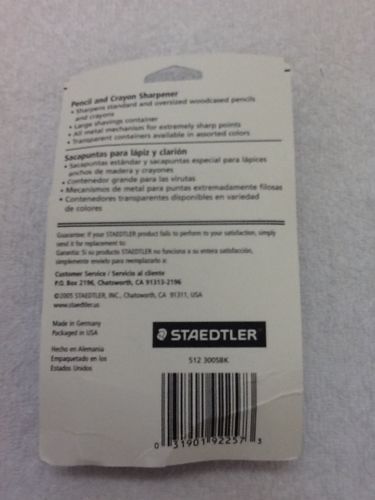 Pencil and Crayon Sharpener
• Sharpens standard and oversized woodcased pencils
and crayons
• Large shavings container
• All metal mechanism for extremely sharp points
• Transparent containers available in assorted colors
Sacapuntas para lápiz y clarión
• Sacapuntas estándar y sacapuntas especial para lápices
anchos de madera y crayones
• Contenedor grande para las virutas
• Mecanismos de metal para puntas extremadamente filosas
• Contenedores transparentes disponibles en variedad
de colores
Guarantee: If your STAEDTLER product fails to perform to your satisfaction, simply
send it for replacement to:
Garantía: Si su producto STAEDTLER no funciona a su entera satisfacción,
simplemente envíelo para reemplazarlo a:
Customer Service / Servicio al cliente
P.O. Box 2196, Chatsworth, CA 91313-2196
©2005 STAEDTLER, INC., Chatsworth, CA 91311, USA
www.staedtler.us
Made in Germany
Packaged in USA
Hecho en Alemania
Empaquetado en los
Estados Unidos
STAEDTLER
512 300SBK
0 31901 92257 3